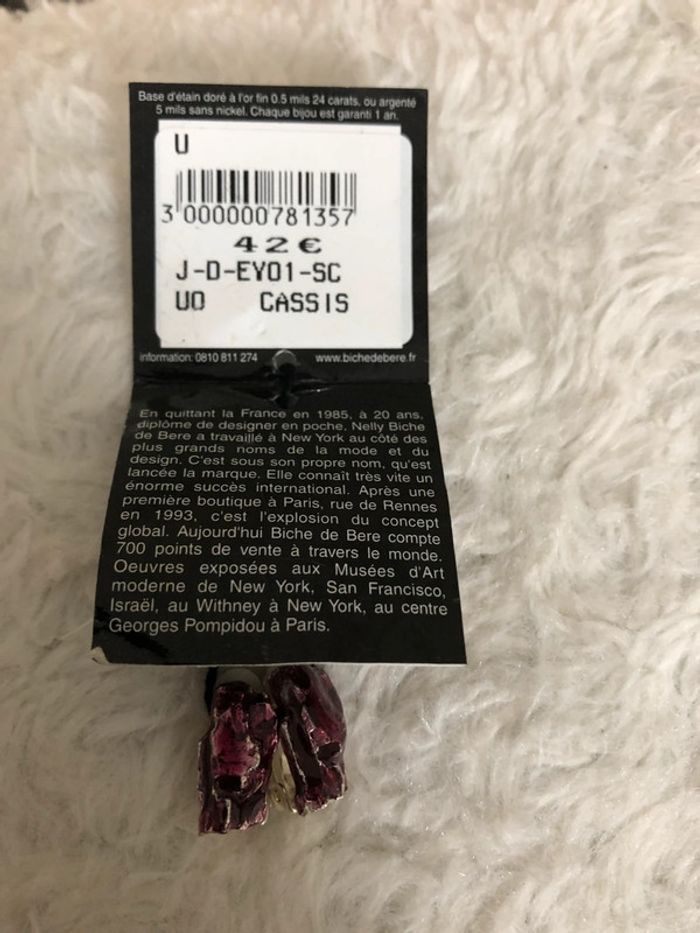 Base d'étain doré à l'or fin 0.5 mils 24 carats, ou argenté
5 mils sans nickel. Chaque bijou est garanti 1 an.
U
3 000000 781357
42€
J-D-EY01-SC
UO CASSIS
information: 0810 811 274 www.bichedebere.fr
En quittant la France en 1985, à 20 ans,
diplôme de designer en poche, Nelly Biche
de Bere a travaillé à New York au côté des
plus grands noms de la mode et du
design. C'est sous son propre nom, qu'est
lancée la marque. Elle connaît très vite un
énorme succès international. Après une
première boutique à Paris, rue de Rennes
en 1993, c'est l'explosion du concept
global. Aujourd'hui Biche de Bere compte
700 points de vente à travers le monde.
Oeuvres exposées aux Musées d'Art
moderne de New York, San Francisco,
Israël, au Withney à New York, au centre
Georges Pompidou à Paris.